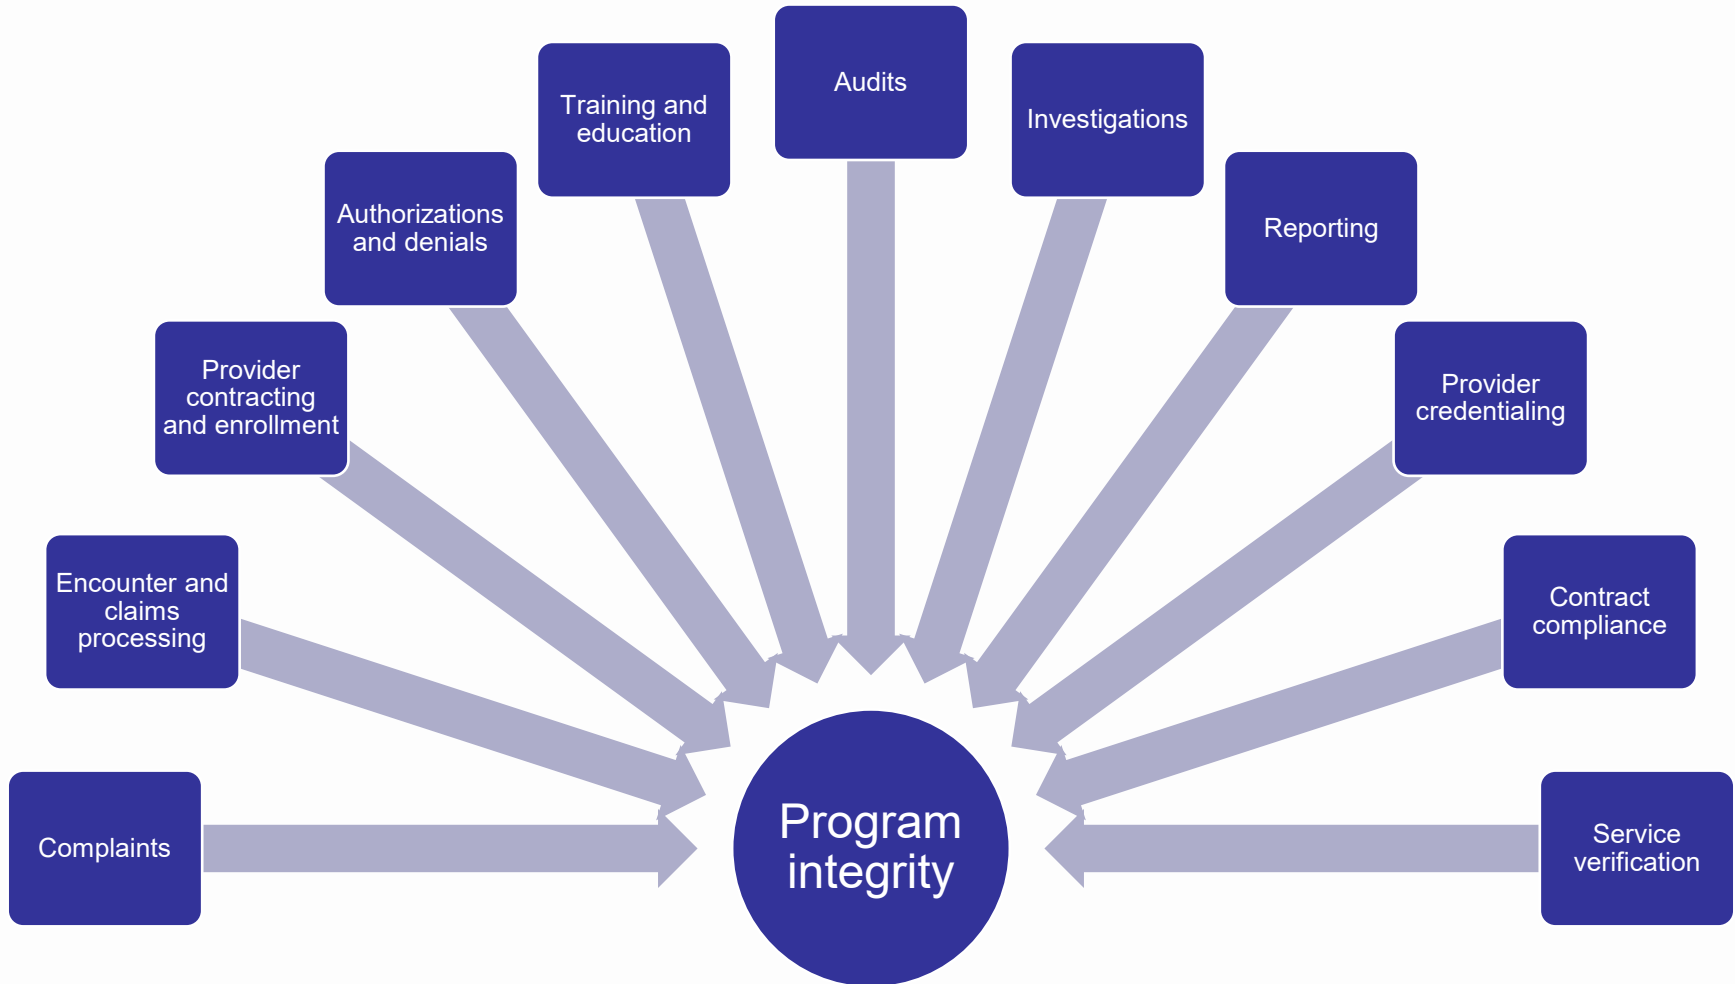 Audits
Training and
education
Investigations
Authorizations
and denials
Reporting
Provider
contracting
and enrollment
Provider
credentialing
Encounter and
claims
processing
Contract
compliance
Complaints
Program
integrity
Service
verification